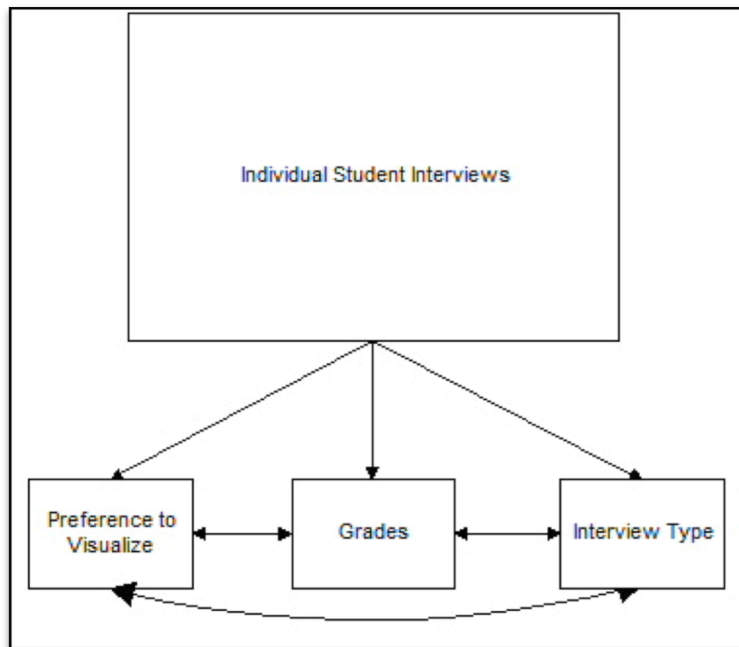 Individual Student Interviews
Preference to
Visualize
Grades
Interview Type